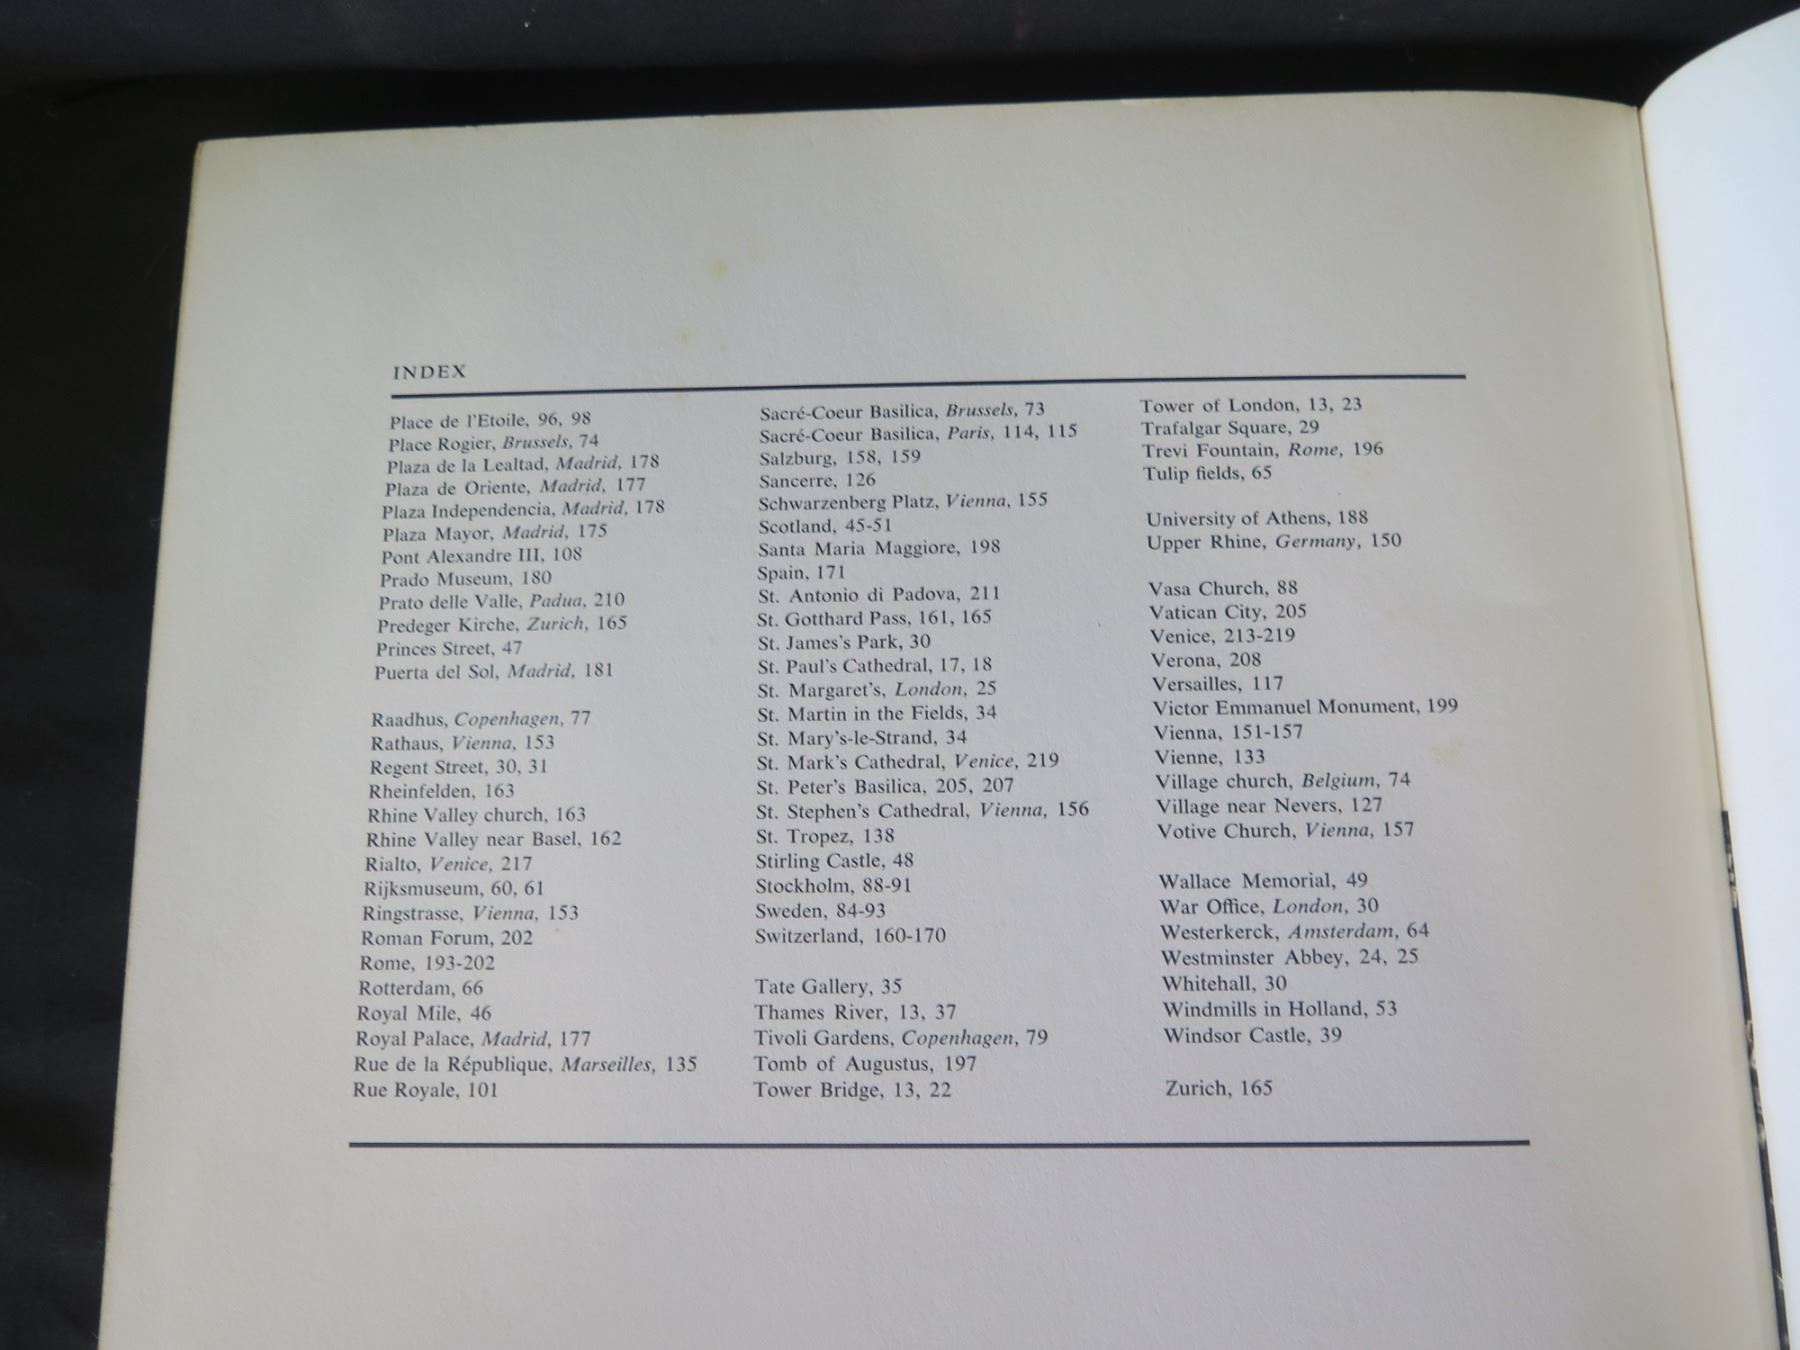 INDEX
Place de l'Etoile, 96, 98
Place Rogier, Brussels, 74
Plaza de la Lealtad, Madrid, 178
Plaza de Oriente, Madrid, 177
Plaza Independencia, Madrid, 178
Plaza Mayor, Madrid, 175
Pont Alexandre III, 108
Prado Museum, 180
Prato delle Valle, Padua, 210
Predeger Kirche, Zurich, 165
Princes Street, 47
Puerta del Sol, Madrid, 181
Raadhus, Copenhagen, 77
Rathaus, Vienna, 153
Regent Street, 30, 31
Rheinfelden, 163
Rhine Valley church, 163
Rhine Valley near Basel, 162
Rialto, Venice, 217
Rijksmuseum, 60, 61
Ringstrasse, Vienna, 153
Roman Forum, 202
Rome, 193-202
Rotterdam, 66
Royal Mile, 46
Royal Palace, Madrid, 177
Rue de la République, Marseilles, 135
Rue Royale, 101
Sacré-Coeur Basilica, Brussels, 73
Sacré-Coeur Basilica, Paris, 114, 115
Salzburg, 158, 159
Sancerre, 126
Schwarzenberg Platz, Vienna, 155
Scotland, 45-51
Santa Maria Maggiore, 198
Spain, 171
St. Antonio di Padova, 211
St. Gotthard Pass, 161, 165
St. James's Park, 30
St. Paul's Cathedral, 17, 18
St. Margaret's, London, 25
St. Martin in the Fields, 34
St. Mary's-le-Strand, 34
St. Mark's Cathedral, Venice, 219
St. Peter's Basilica, 205, 207
St. Stephen's Cathedral, Vienna, 156
St. Tropez, 138
Stirling Castle, 48
Stockholm, 88-91
Sweden, 84-93
Switzerland, 160-170
Tate Gallery, 35
Thames River, 13, 37
Tivoli Gardens, Copenhagen, 79
Tomb of Augustus, 197
Tower Bridge, 13, 22
Tower of London, 13, 23
Trafalgar Square, 29
Trevi Fountain, Rome, 196
Tulip fields, 65
University of Athens, 188
Upper Rhine, Germany, 150
Vasa Church, 88
Vatican City, 205
Venice, 213-219
Verona, 208
Versailles, 117
Victor Emmanuel Monument, 199
Vienna, 151-157
Vienne, 133
Village church, Belgium, 74
Village near Nevers, 127
Votive Church, Vienna, 157
Wallace Memorial, 49
War Office, London, 30
Westerkerck, Amsterdam, 64
Westminster Abbey, 24, 25
Whitehall, 30
Windmills in Holland, 53
Windsor Castle, 39
Zurich, 165